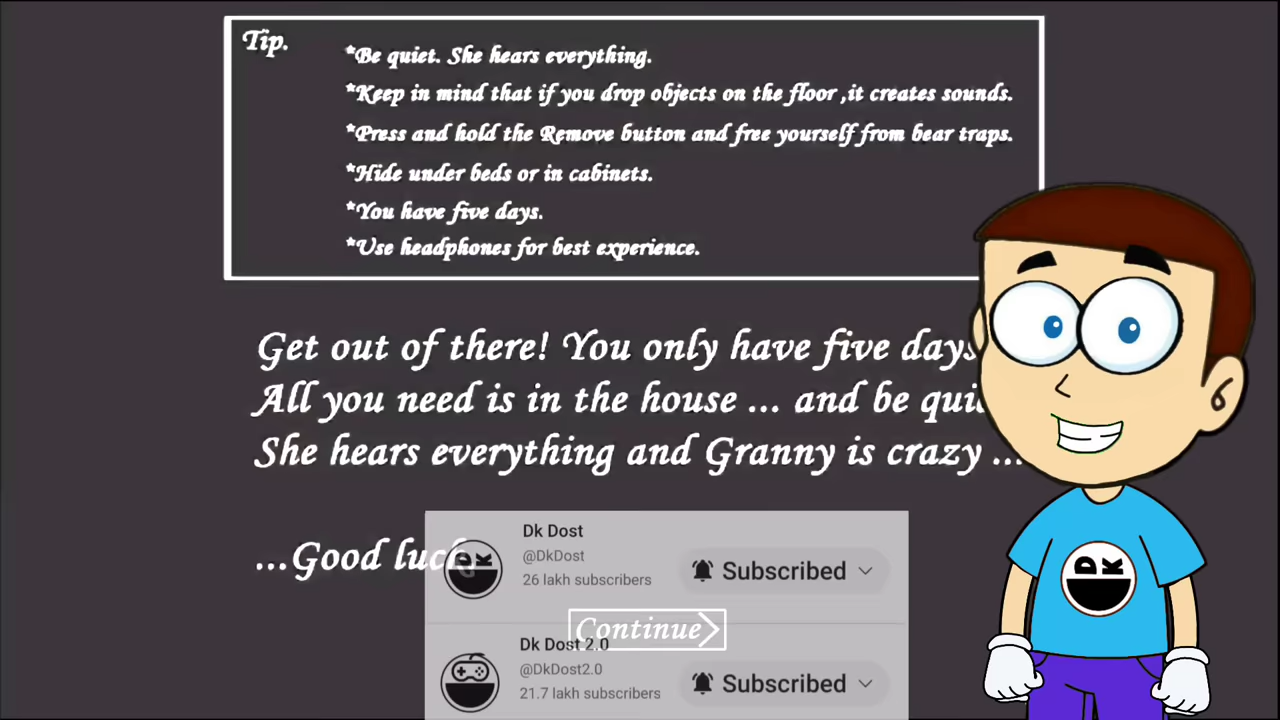 Tip.
*Be quiet. She hears everything.
*Keep in mind that if you drop objects on the floor ,it creates sounds.
*Press and hold the Remove button and free yourself from bear traps.
*Hide under beds or in cabinets.
*You have five days.
*Use headphones for best experience.
Get out of there! You only have five days
All you need is in the house ... and be
She hears everything and Granny is crazy ...
...Good luck.
Dk Dost
@DkDost
26 lakh subscribers
Subscribed
Continue
Dk Dost 2.0
@DkDost2.0
21.7 lakh subscribers
Subscribed
DK